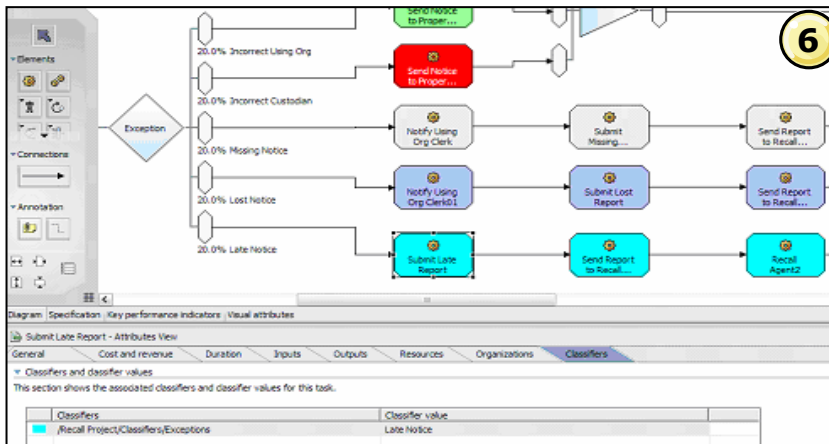 6
Elements
Connections
Annotation
Exception
20.0% Incorrect Using Org
20.0% Incorrect Custodian
20.0% Missing Notice
20.0% Lost Notice
20.0% Late Notice
Send Notice
to Proper...
Send Notice
to Proper...
Notify Using
Org Clerk
Submit
Missing....
Send Report
to Recall...
Notify Using
Org Clerk01
Submit Lost
Report
Send Report
to Recall...
Submit Late
Report
Send Report
to Recall....
Recall
Agent2
Diagram Specification Key performance indicators Visual attributes
Submit Late Report - Attributes View
General Cost and revenue Duration Inputs Outputs Resources Organizations Classifiers
Classifiers and classifier values
This section shows the associated classifiers and classifier values for this task.
Classifiers Classifier value
/Recall Project/Classifiers/Exceptions Late Notice